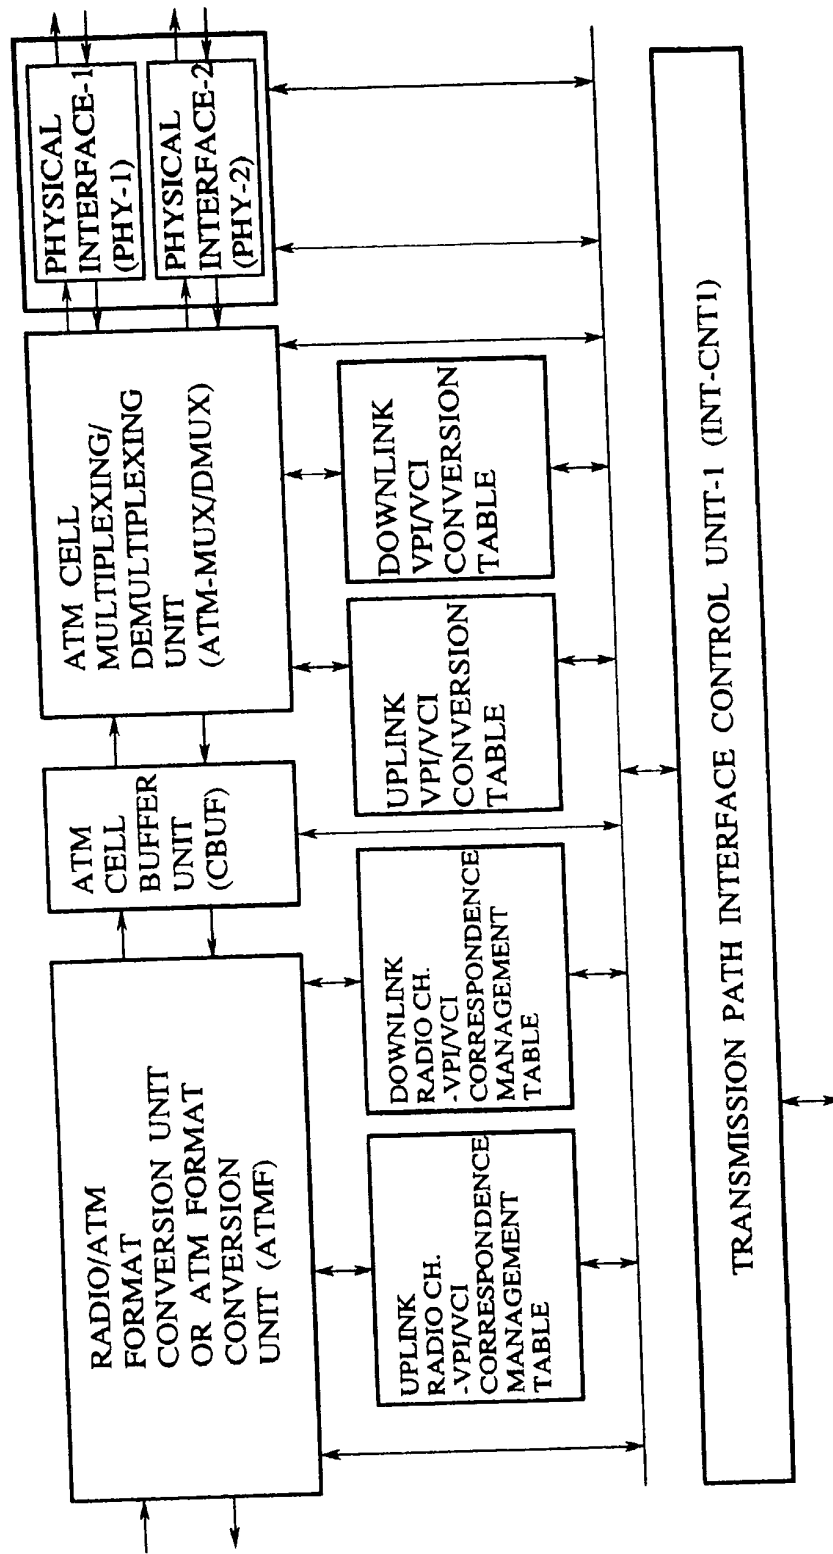 RADIO/ATM
FORMAT
CONVERSION UNIT
OR ATM FORMAT
CONVERSION
UNIT (ATMF)
ATM
CELL
BUFFER
UNIT
(CBUF)
ATM CELL
MULTIPLEXING/
DEMULTIPLEXING
UNIT
(ATM-MUX/DMUX)
PHYSICAL
INTERFACE-1
(PHY-1)
PHYSICAL
INTERFACE-2
(PHY-2)
UPLINK
RADIO CH.
-VPI/VCI
CORRESPONDENCE
MANAGEMENT
TABLE
DOWNLINK
RADIO CH.
-VPI/VCI
CORRESPONDENCE
MANAGEMENT
TABLE
UPLINK
VPI/VCI
CONVERSION
TABLE
DOWNLINK
VPI/VCI
CONVERSION
TABLE
TRANSMISSION PATH INTERFACE CONTROL UNIT-1 (INT-CNT1)